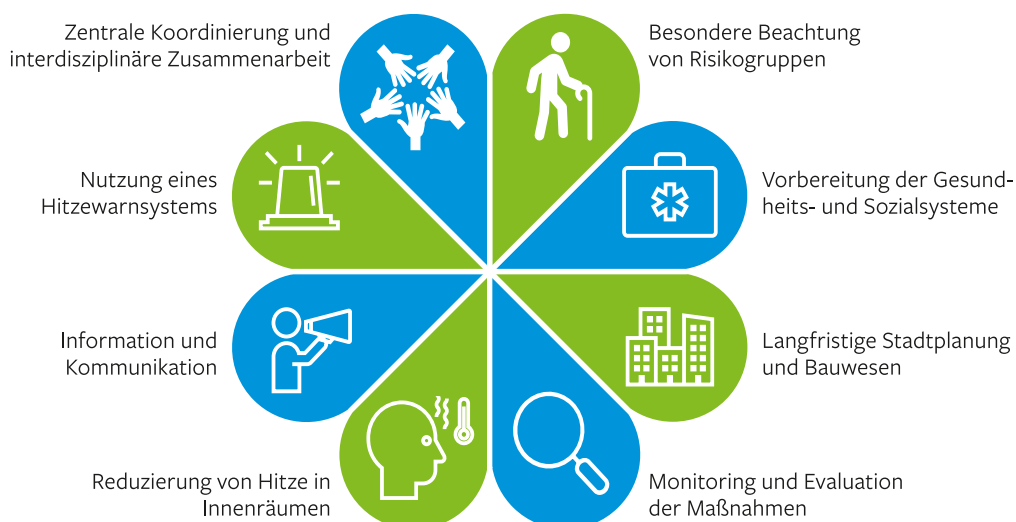 Zentrale Koordinierung und
interdisziplinäre Zusammenarbeit
Besondere Beachtung
von Risikogruppen
Nutzung eines
Hitzewarnsystems
Vorbereitung der Gesund-
heits- und Sozialsysteme
Information und
Kommunikation
Langfristige Stadtplanung
und Bauwesen
Reduzierung von Hitze in
Innenräumen
Monitoring und Evaluation
der Maßnahmen